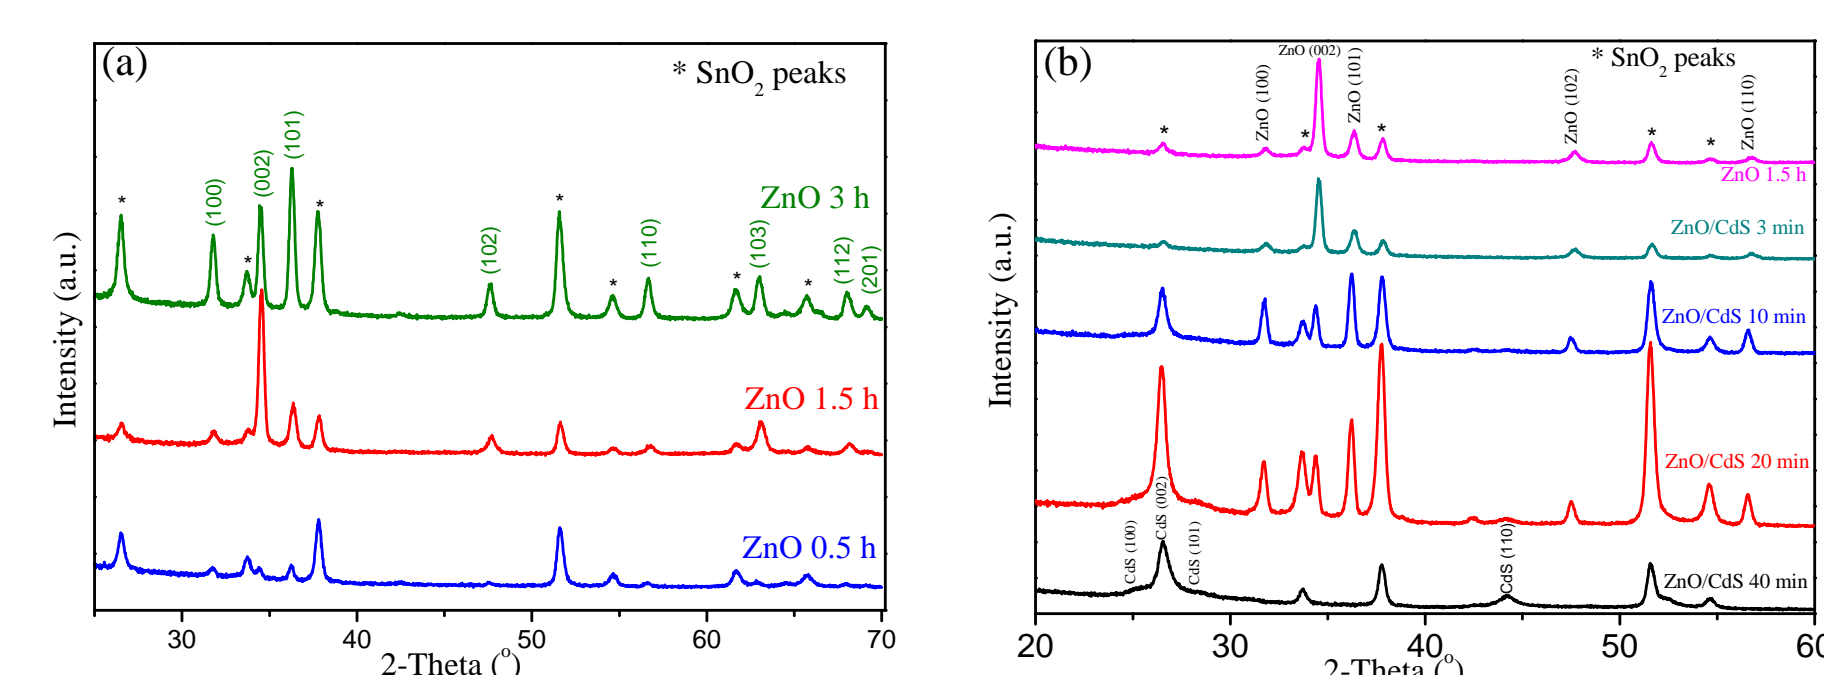 (a)
* SnO2 peaks
(100)
(002)
(101)
(102)
(110)
(103)
(112)
(201)
* * * * * * *
ZnO 3 h
ZnO 1.5 h
ZnO 0.5 h
Intensity (a.u.)
30 40 50 60 70
2-Theta (o)
(b)
* SnO2 peaks
ZnO (100)
ZnO (002)
ZnO (101)
ZnO (102)
ZnO (110)
* * * * *
ZnO 1.5 h
ZnO/CdS 3 min
ZnO/CdS 10 min
ZnO/CdS 20 min
CdS (100)
CdS (002)
CdS (101)
CdS (110)
ZnO/CdS 40 min
Intensity (a.u.)
20 30 40 50 60
2-Theta (o)